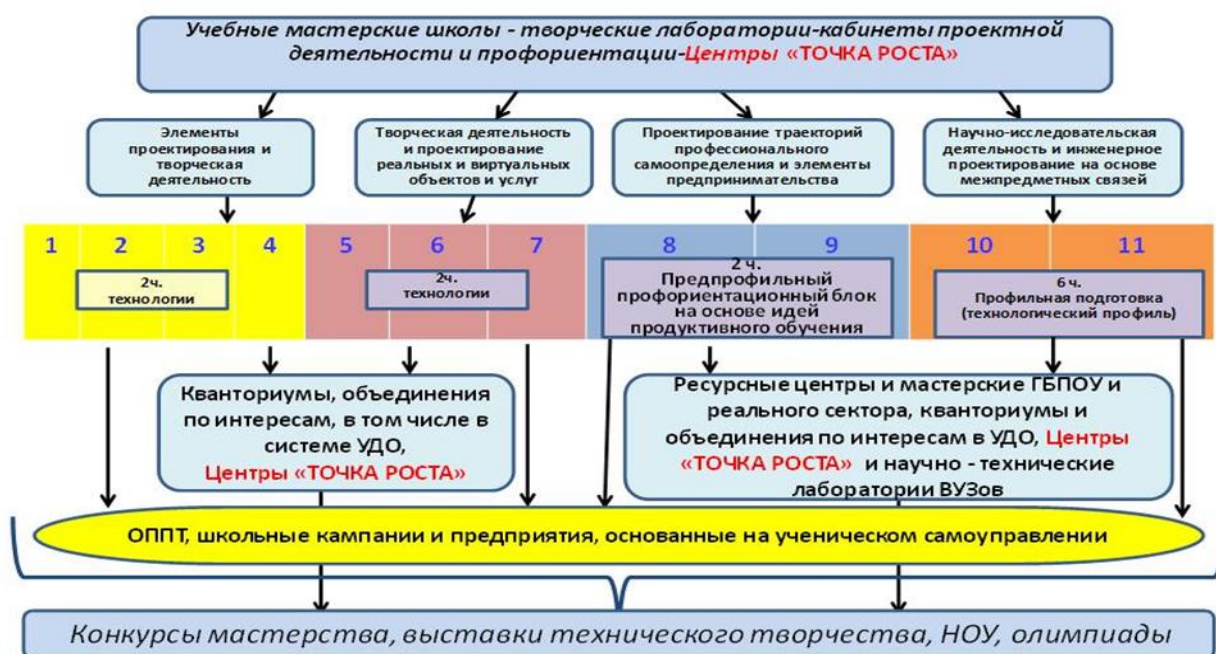 Учебные мастерские школы - творческие лаборатории-кабинеты проектной
деятельности и профориентации-Центры «ТОЧКА РОСТА»
Элементы
проектирования и
творческая
деятельность
Творческая деятельность
и проектирование
реальных и виртуальных
объектов и услуг
Проектирование траекторий
профессионального
самоопределения и элементы
предпринимательства
Научно-исследовательская
деятельность и инженерное
проектирование на основе
межпредметных связей
1 2 3 4 5 6 7 8 9 10 11
2ч.
технологии
2ч.
технологии
2 ч.
Предпрофильный
профориентационный блок
на основе идей
продуктивного обучения
6 ч.
Профильная подготовка
(технологический профиль)
Кванториумы, объединения
по интересам, в том числе в
системе УДО,
Центры «ТОЧКА РОСТА»
Ресурсные центры и мастерские ГБПОУ и
реального сектора, кванториумы и
объединения по интересам в УДО, Центры
«ТОЧКА РОСТА» и научно - технические
лаборатории ВУЗов
ОППТ, школьные кампании и предприятия, основанные на ученическом самоуправлении
Конкурсы мастерства, выставки технического творчества, НОУ, олимпиады